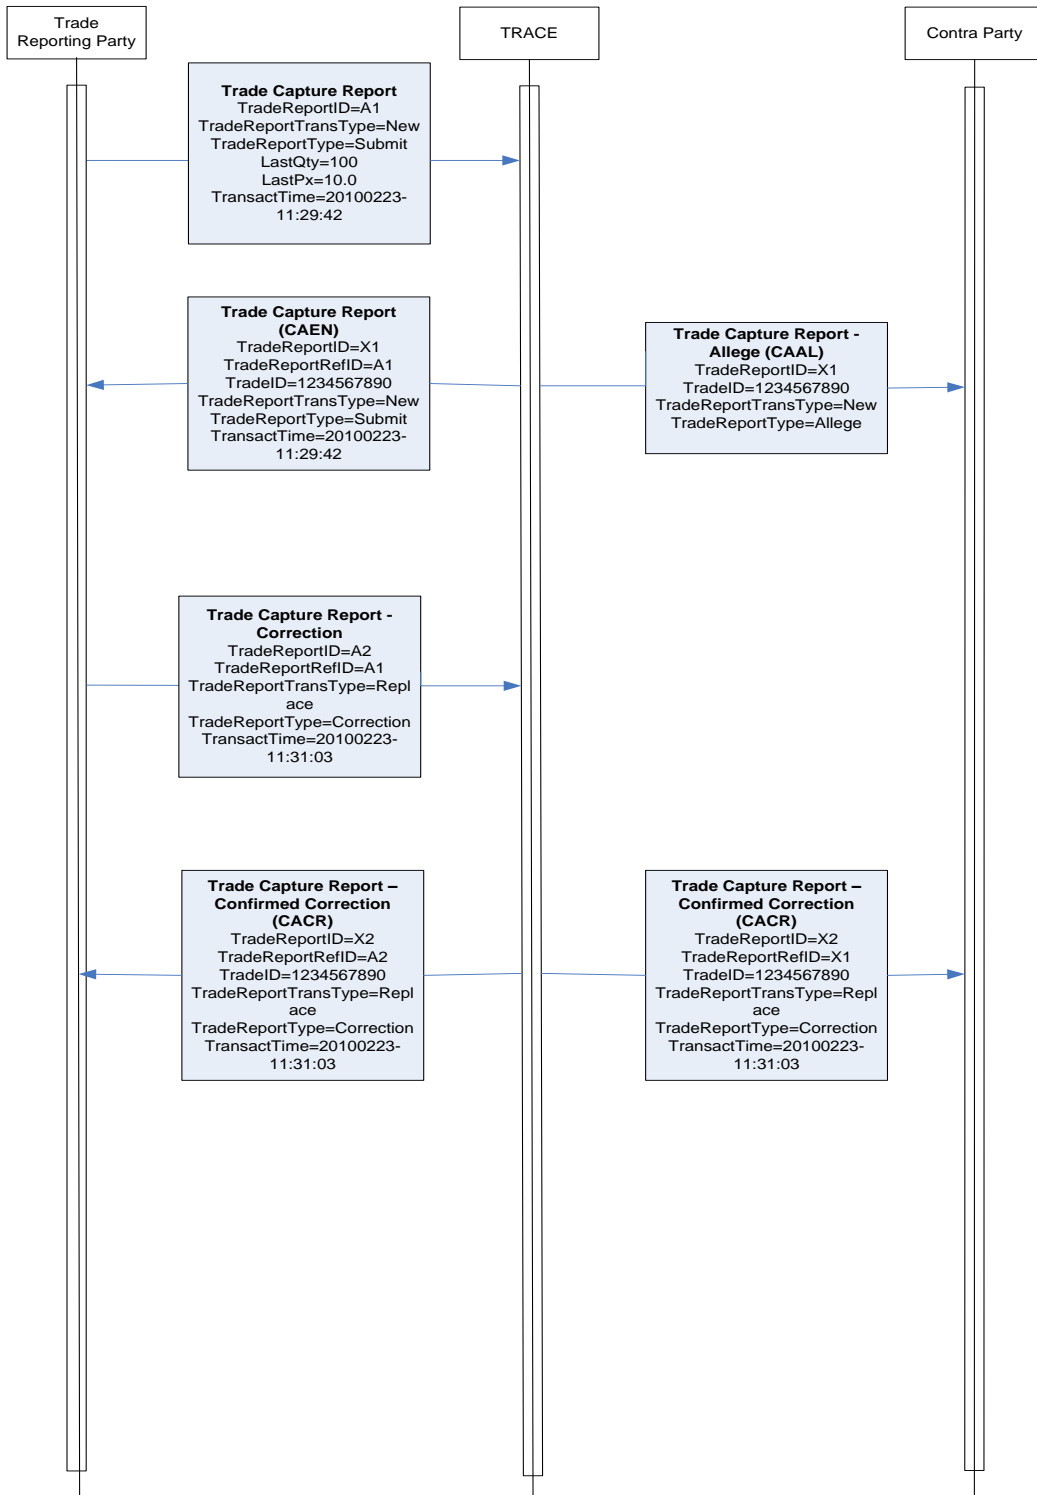 Trade
Reporting Party
TRACE
Contra Party
Trade Capture Report
TradeReportID=A1
TradeReportTransType=New
TradeReportType=Submit
LastQty=100
LastPx=10.0
TransactTime=20100223-
11:29:42
Trade Capture Report
(CAEN)
TradeReportID=X1
TradeReportRefID=A1
TradeID=1234567890
TradeReportTransType=New
TradeReportType=Submit
TransactTime=20100223-
11:29:42
Trade Capture Report -
Allege (CAAL)
TradeReportID=X1
TradeID=1234567890
TradeReportTransType=New
TradeReportType=Allege
Trade Capture Report -
Correction
TradeReportID=A2
TradeReportRefID=A1
TradeReportTransType=Repl
ace
TradeReportType=Correction
TransactTime=20100223-
11:31:03
Trade Capture Report –
Confirmed Correction
(CACR)
TradeReportID=X2
TradeReportRefID=A2
TradeID=1234567890
TradeReportTransType=Repl
ace
TradeReportType=Correction
TransactTime=20100223-
11:31:03
Trade Capture Report –
Confirmed Correction
(CACR)
TradeReportID=X2
TradeReportRefID=X1
TradeID=1234567890
TradeReportTransType=Repl
ace
TradeReportType=Correction
TransactTime=20100223-
11:31:03